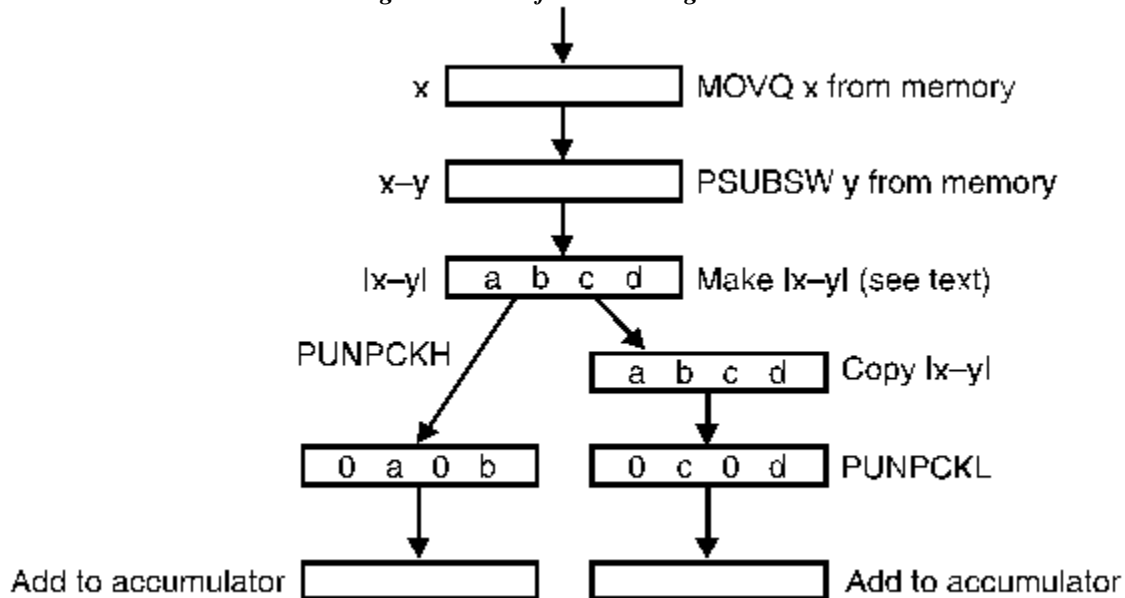 x MOVQ x from memory
x–y PSUBSW y from memory
|x–y| a b c d Make |x–y| (see text)
PUNPCKH
a b c d Copy |x–y|
0 a 0 b 0 c 0 d PUNPCKL
Add to accumulator Add to accumulator